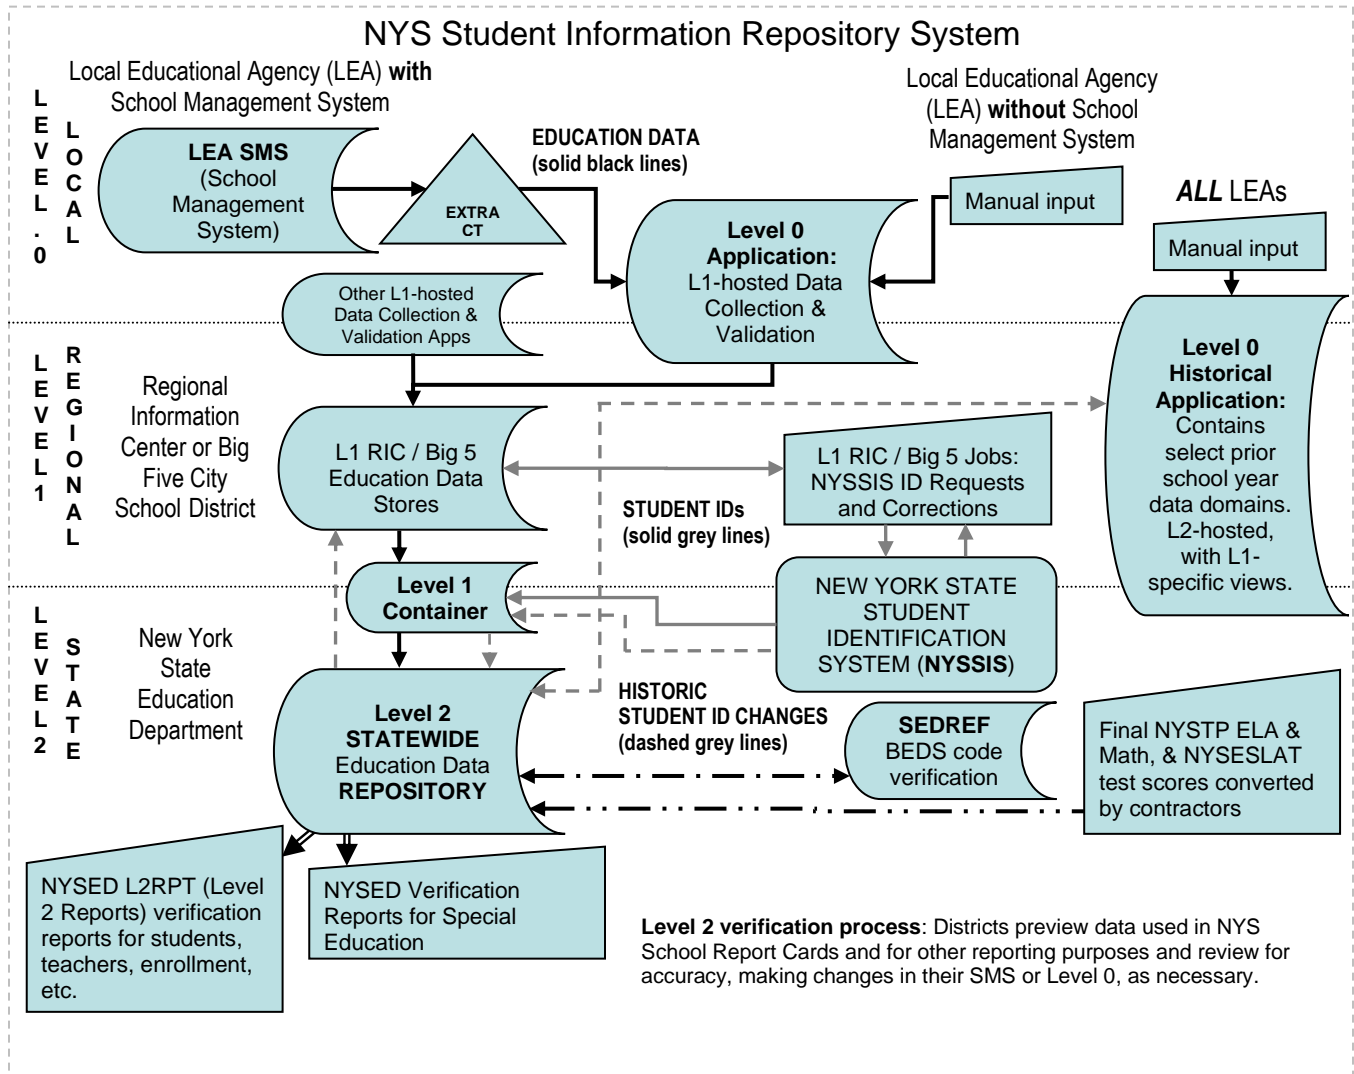 NYS Student Information Repository System
Local Educational Agency (LEA) with
School Management System
Local Educational Agency
(LEA) without School
Management System
LEVEL.0
LOCAL
LEA SMS
(School
Management
System)
EXTRA
CT
EDUCATION DATA
(solid black lines)
Manual input
ALL LEAs
Manual input
Level 0
Application:
L1-hosted Data
Collection &
Validation
Other L1-hosted
Data Collection &
Validation Apps
LEVEL1
REGIONAL
Regional
Information
Center or Big
Five City
School District
L1 RIC / Big 5
Education Data
Stores
STUDENT IDs
(solid grey lines)
L1 RIC / Big 5 Jobs:
NYSSIS ID Requests
and Corrections
Level 0
Historical
Application:
Contains
select prior
school year
data domains.
L2-hosted,
with L1-
specific views.
Level 1
Container
NEW YORK STATE
STUDENT
IDENTIFICATION
SYSTEM (NYSSIS)
LEVEL2
STATE
New York
State
Education
Department
Level 2
STATEWIDE
Education Data
REPOSITORY
HISTORIC
STUDENT ID CHANGES
(dashed grey lines)
SEDREF
BEDS code
verification
Final NYSTP ELA &
Math, & NYSESLAT
test scores converted
by contractors
NYSED L2RPT (Level
2 Reports) verification
reports for students,
teachers, enrollment,
etc.
NYSED Verification
Reports for Special
Education
Level 2 verification process: Districts preview data used in NYS
School Report Cards and for other reporting purposes and review for
accuracy, making changes in their SMS or Level 0, as necessary.